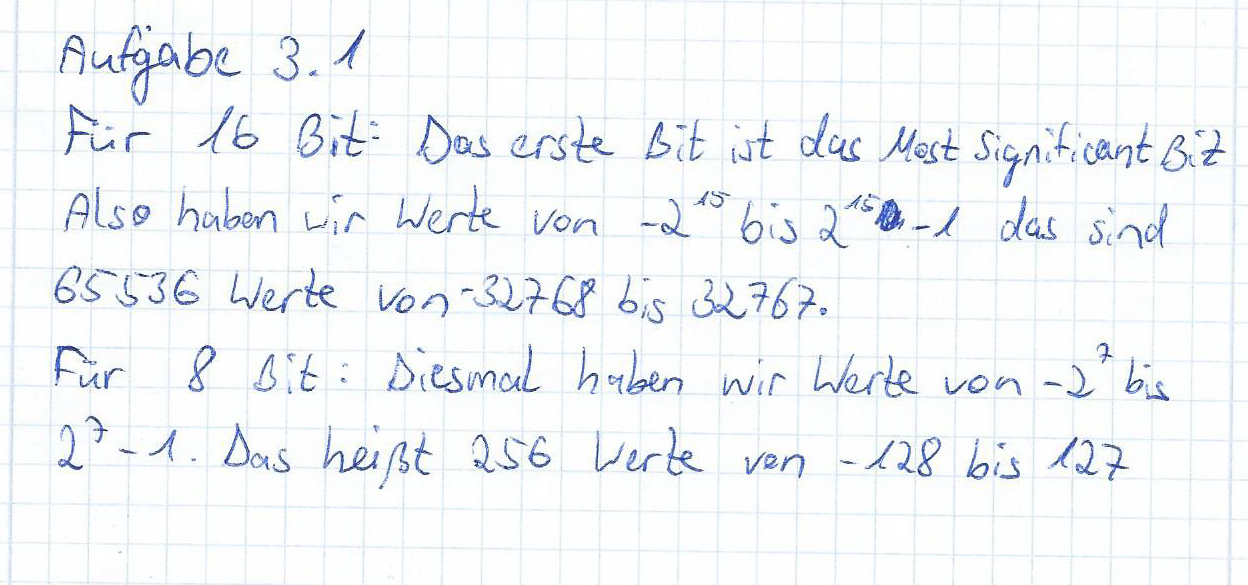 Aufgabe 3.1
Für 16 Bit: Das erste Bit ist das Most Significant Bit
Also haben wir Werte von -2^15 bis 2^15 -1 das sind
65536 Werte von -32768 bis 32767.
Für 8 Bit: Diesmal haben wir Werte von -2^7 bis
2^7 -1. Das heißt 256 Werte von -128 bis 127